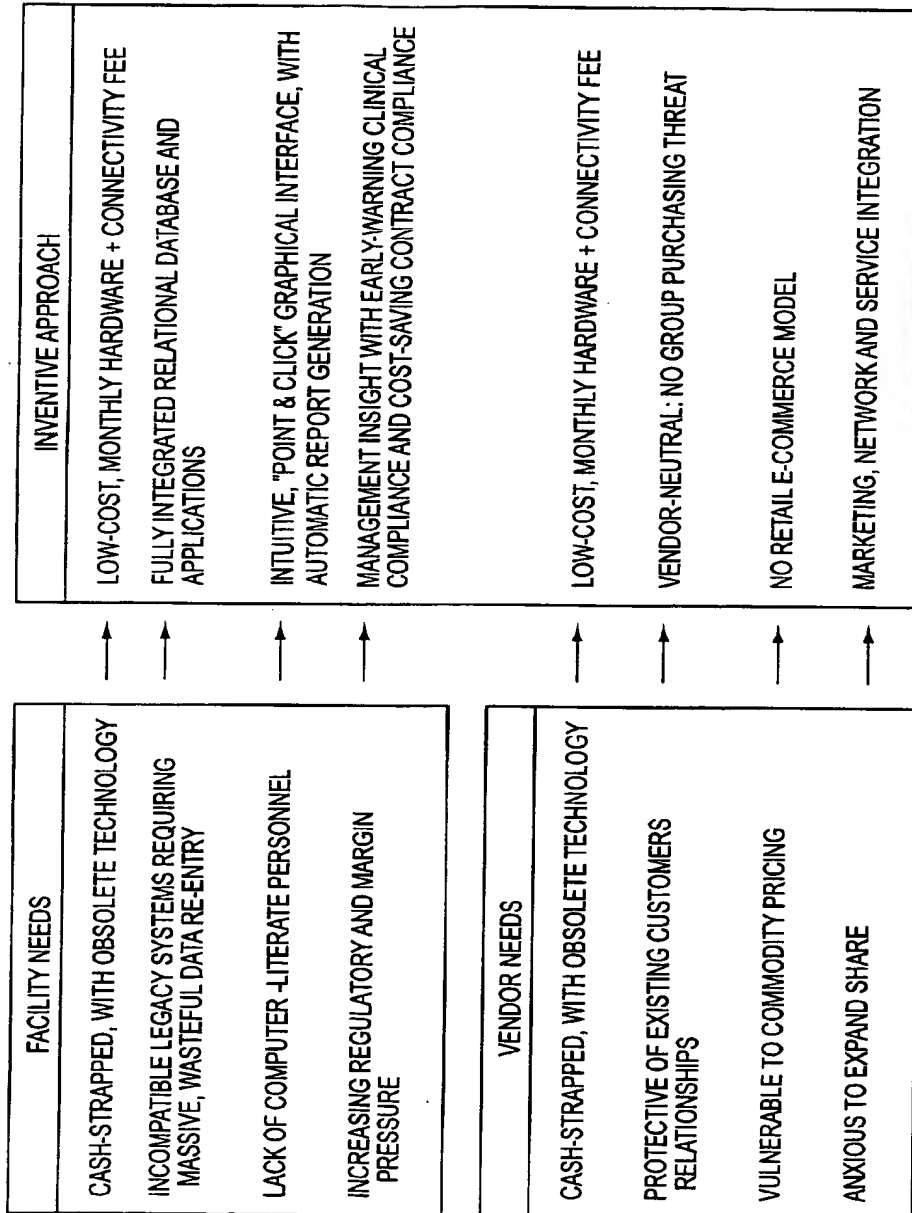 FACILITY NEEDS
CASH-STRAPPED, WITH OBSOLETE TECHNOLOGY
INCOMPATIBLE LEGACY SYSTEMS REQUIRING
MASSIVE, WASTEFUL DATA RE-ENTRY
LACK OF COMPUTER -LITERATE PERSONNEL
INCREASING REGULATORY AND MARGIN
PRESSURE
VENDOR NEEDS
CASH-STRAPPED, WITH OBSOLETE TECHNOLOGY
PROTECTIVE OF EXISTING CUSTOMERS
RELATIONSHIPS
VULNERABLE TO COMMODITY PRICING
ANXIOUS TO EXPAND SHARE
INVENTIVE APPROACH
LOW-COST, MONTHLY HARDWARE + CONNECTIVITY FEE
FULLY INTEGRATED RELATIONAL DATABASE AND
APPLICATIONS
INTUITIVE, "POINT & CLICK" GRAPHICAL INTERFACE, WITH
AUTOMATIC REPORT GENERATION
MANAGEMENT INSIGHT WITH EARLY-WARNING CLINICAL
COMPLIANCE AND COST-SAVING CONTRACT COMPLIANCE
LOW-COST, MONTHLY HARDWARE + CONNECTIVITY FEE
VENDOR-NEUTRAL: NO GROUP PURCHASING THREAT
NO RETAIL E-COMMERCE MODEL
MARKETING, NETWORK AND SERVICE INTEGRATION